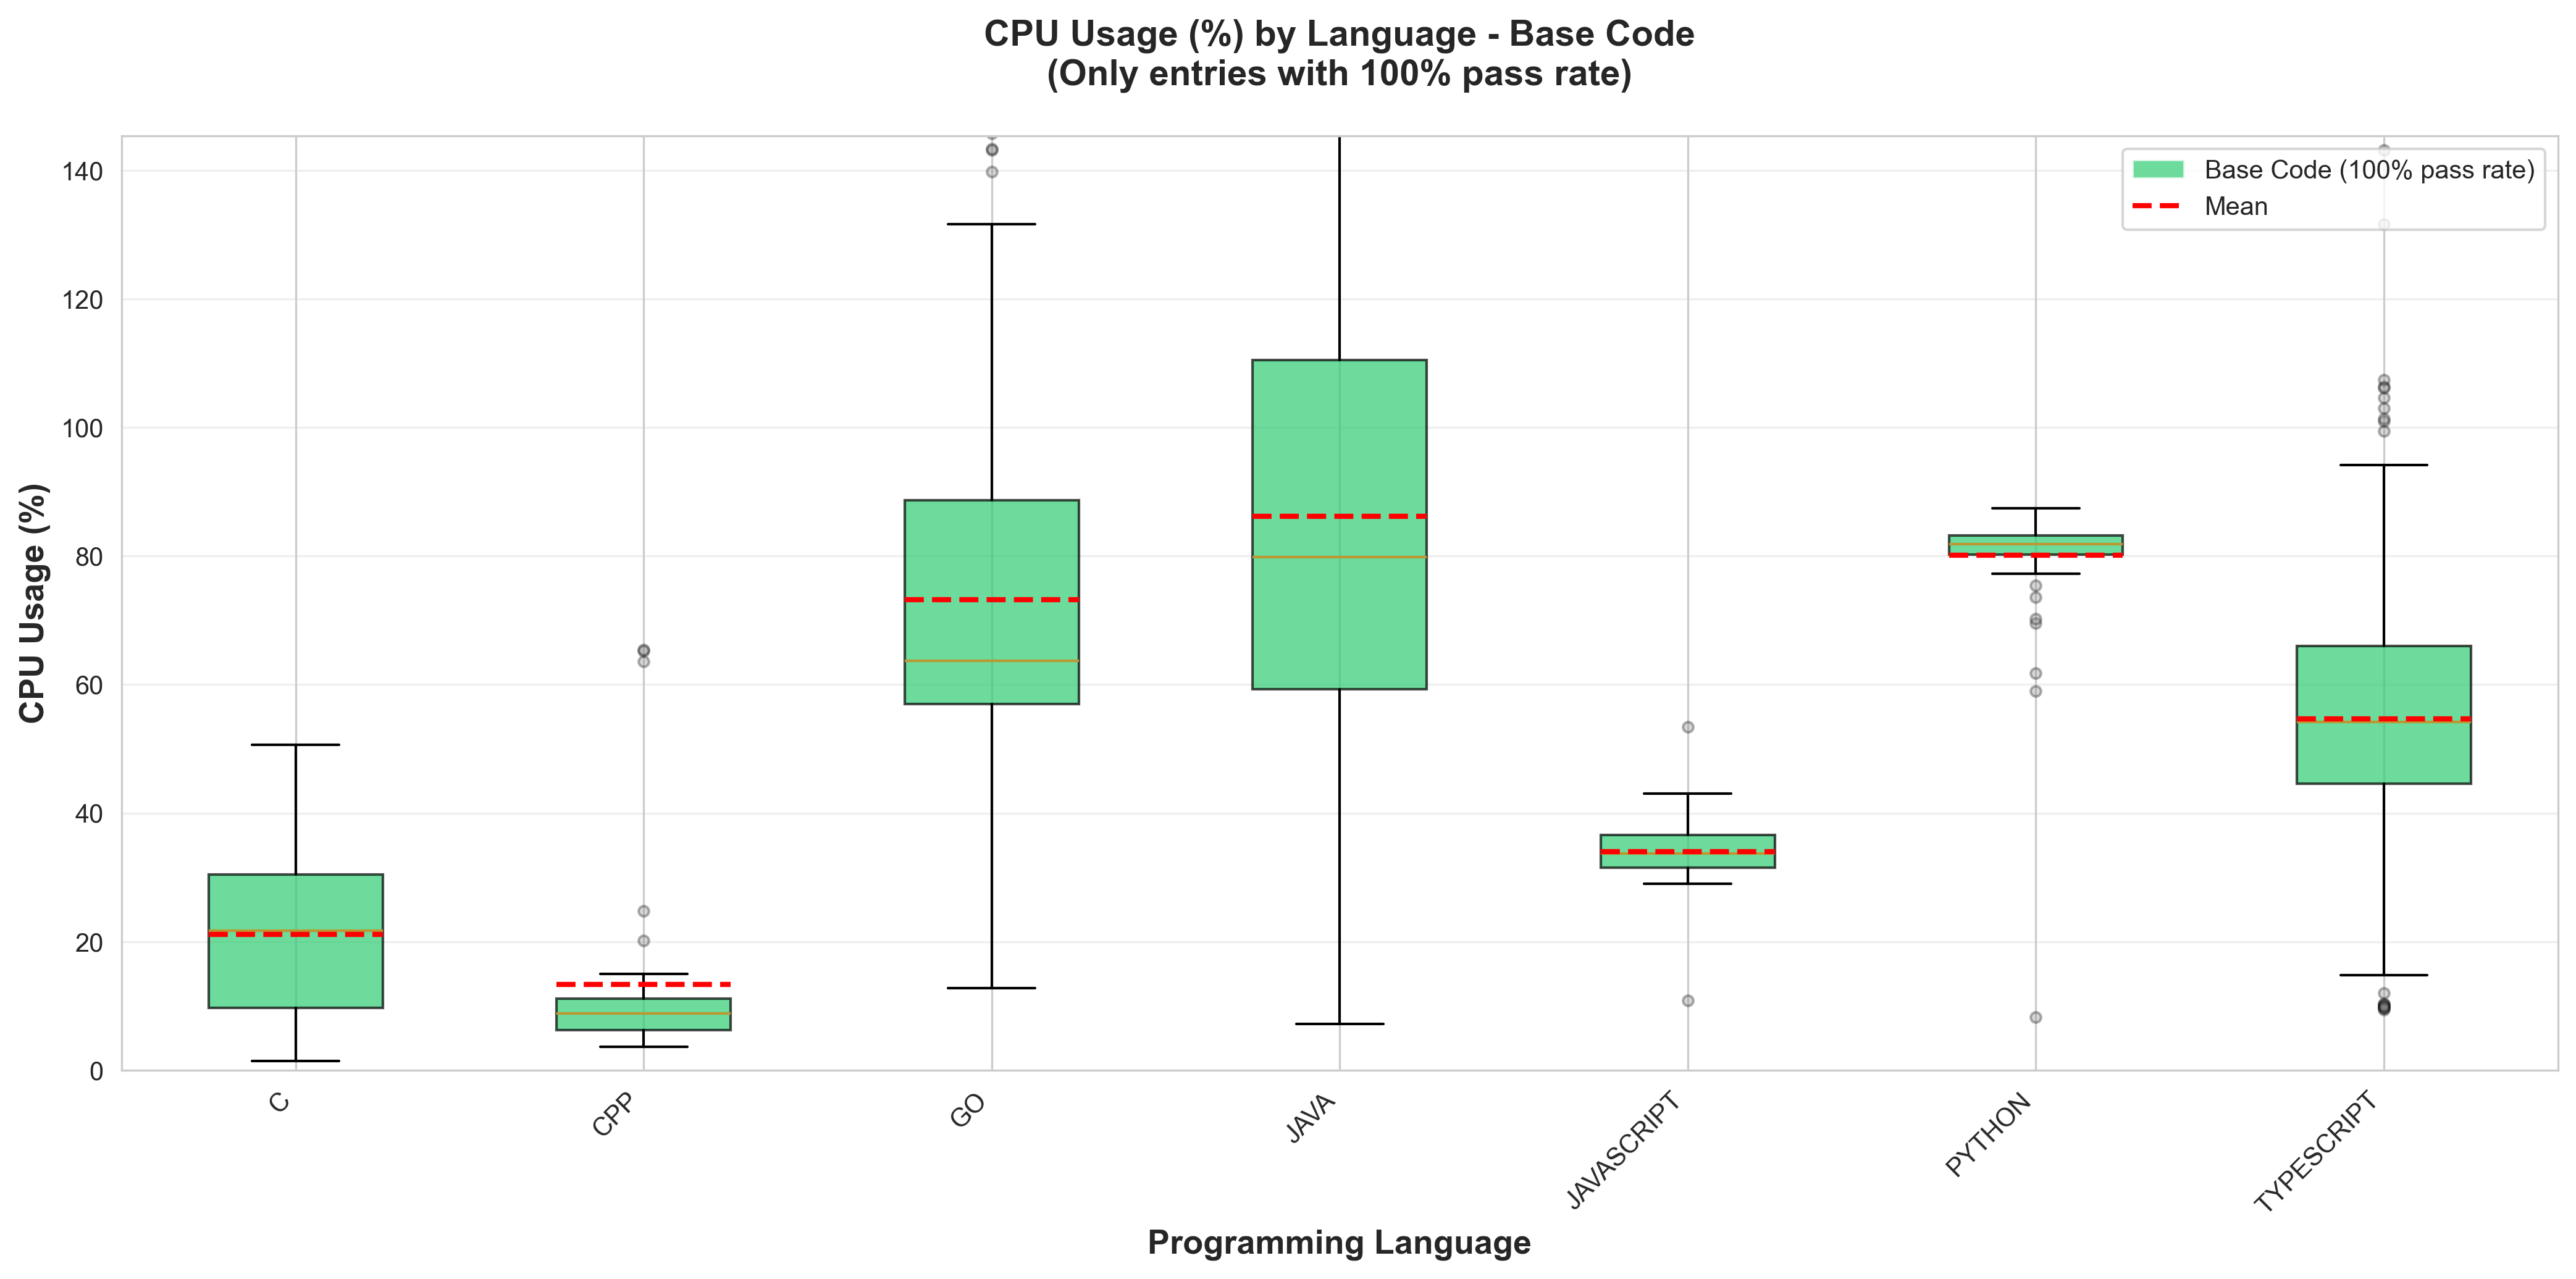 CPU Usage (%) by Language - Base Code
(Only entries with 100% pass rate)
Base Code (100% pass rate)
Mean
CPU Usage (%)
140
120
100
80
60
40
20
0
C
CPP
GO
JAVA
JAVASCRIPT
PYTHON
TYPESCRIPT
Programming Language